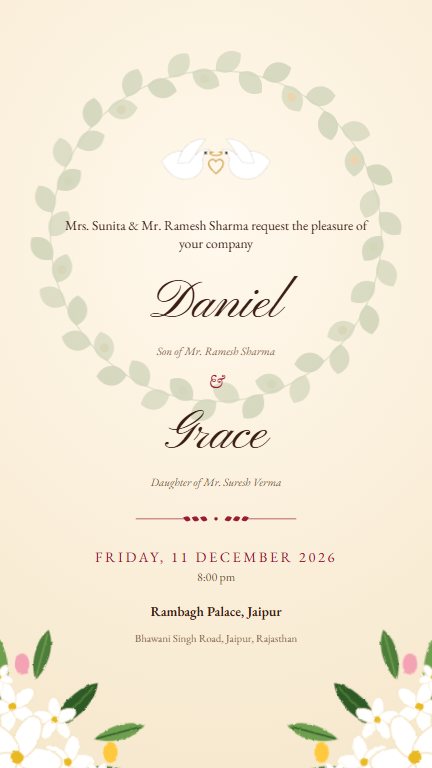 Mrs. Sunita & Mr. Ramesh Sharma request the pleasure of
your company
Daniel
Son of Mr. Ramesh Sharma
&
Grace
Daughter of Mr. Suresh Verma
FRIDAY, 11 DECEMBER 2026
8:00 pm
Rambagh Palace, Jaipur
Bhawani Singh Road, Jaipur, Rajasthan